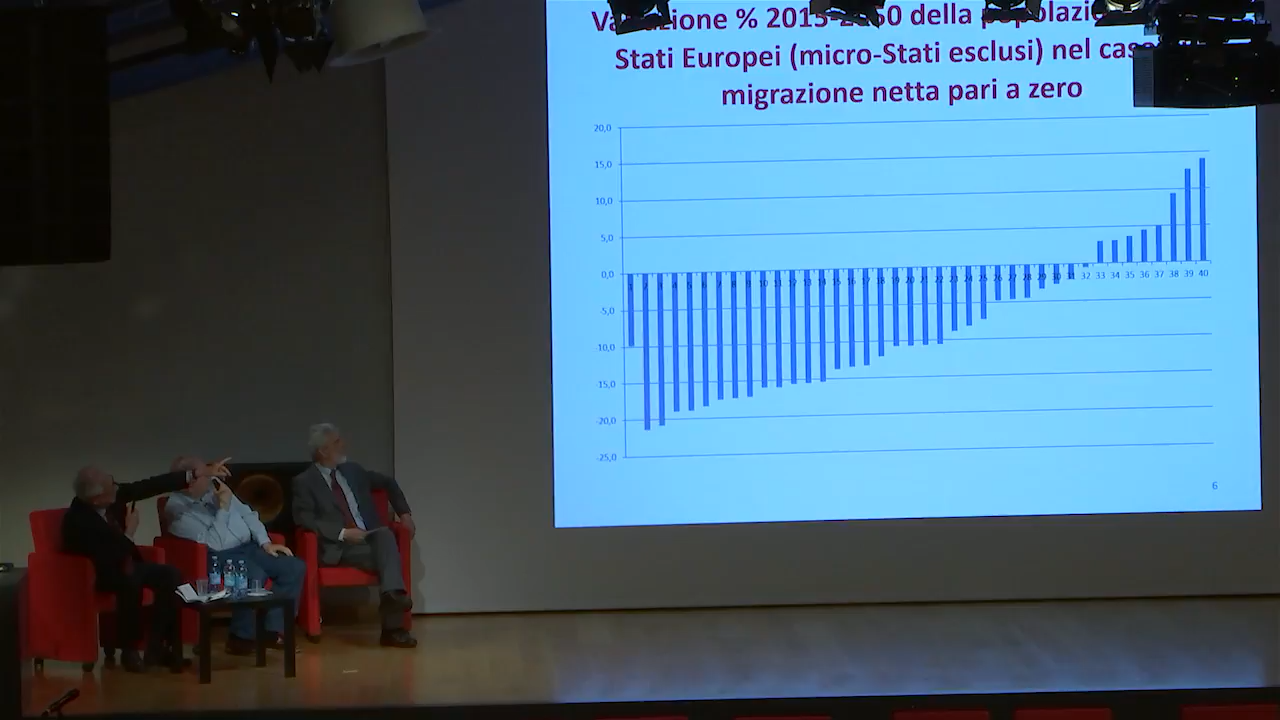 % 2015- della
Stati Europei (micro-Stati esclusi) nel
migrazione netta pari a zero
20,0
15,0
10,0
5,0
0,0
-5,0
-10,0
-15,0
-20,0
-25,0
1 2 3 4 5 6 7 8 9 10 11 12 13 14 15 16 17 18 19 20 21 22 23 24 25 26 27 28 29 30 31 32 33 34 35 36 37 38 39 40
6